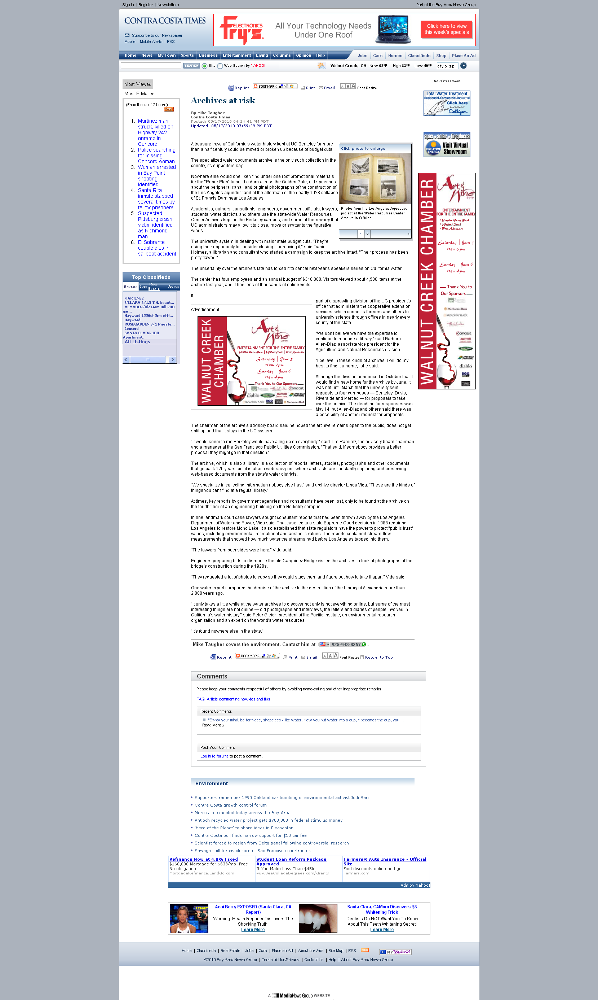 Sign In | Register | Newsletters
Part of the Bay Area News Group
CONTRA COSTA TIMES
Subscribe to our Newspaper
Mobile | Mobile Alerts | RSS
Fry's ELECTRONICS
All Your Technology Needs
Under One Roof
Click here to view
this week's specials
Home News My Town Sports Business Entertainment Living Columns Opinion Help
Jobs Cars Homes Classifieds Shop Place An Ad
SEARCH Site Web Search by YAHOO!
Walnut Creek, CA Now:63°F High:63°F Low:49°F city or zip
Most Viewed
Most E-Mailed
(From the last 12 hours)
RSS
1. Martinez man
struck, killed on
Highway 242
onramp in
Concord
2. Police searching
for missing
Concord woman
3. Woman arrested
in Bay Point
shooting
identified
4. Santa Rita
inmate stabbed
several times by
fellow prisoners
5. Suspected
Pittsburg crash
victim identified
as Richmond
man
6. El Sobrante
couple dies in
sailboat accident
Top Classifieds
RENTALS JOBS REAL ESTATE AUTOS
MARTINEZ
S'CLARA 2/1.5 T.H. beaut...
ALMADEN/Blossom Hill 2BD
gar...
Hayward 1550sf 5rm offi...
Hayward
ROSEGARDEN 3/1 Private...
Concord
SANTA CLARA 1BD
Apartment.
All Listings
Reprint BOOKMARK Print Email A A A Font Resize
Archives at risk
By Mike Taugher
Contra Costa Times
Posted: 05/17/2010 04:24:41 PM PDT
Updated: 05/17/2010 07:59:29 PM PDT
A treasure trove of California's water history kept at UC Berkeley for more
than a half century could be moved or broken up because of budget cuts.
The specialized water documents archive is the only such collection in the
country, its supporters say.
Nowhere else would one likely find under one roof promotional materials
for the "Reber Plan" to build a dam across the Golden Gate, old speeches
about the peripheral canal, and original photographs of the construction of
the Los Angeles aqueduct and of the aftermath of the deadly 1928 collapse
of St. Francis Dam near Los Angeles.
Academics, authors, consultants, engineers, government officials, lawyers,
students, water districts and others use the statewide Water Resources
Center Archives kept on the Berkeley campus, and some of them worry that
UC administrators may allow it to close, move or scatter to the figurative
winds.
Click photo to enlarge
Photos from the Los Angeles Aqueduct
project at the Water Resources Center
Archive in O'Brien...
1 2 »
The university system is dealing with major state budget cuts. "They're
using their opportunity to consider closing it or moving it," said Daniel
Holmes, a librarian and consultant who started a campaign to keep the archive intact. "Their process has been
pretty flawed."
The uncertainty over the archive's fate has forced it to cancel next year's speakers series on California water.
The center has four employees and an annual budget of $340,000. Visitors viewed about 4,500 items at the
archive last year, and it had tens of thousands of online visits.
It
Advertisement
WALNUT CREEK
CHAMBER
Art & Wine 2010
ENTERTAINMENT FOR THE ENTIRE FAMILY
Heather Farm Park | Walnut Creek | Free Admission
Saturday | June 5
11am-7pm
Sunday | June 6
11am-6pm
Thank You to Our Sponsors
the Windsor comcast
diablo Marriott STEVEN'S PRINTING
BROADWAY PLAZA KGO TIMES Mechanics Bank
part of a sprawling division of the UC president's
office that administers the cooperative extension
services, which connects farmers and others to
university science through offices in nearly every
county of the state.
"We don't believe we have the expertise to
continue to manage a library," said Barbara
Allen-Diaz, associate vice president for the
Agriculture and Natural Resources division.
"I believe in these kinds of archives. I will do my
best to find it a home," she said.
Although the division announced in October that it
would find a new home for the archive by June, it
was not until March that the university sent
requests to four campuses — Berkeley, Davis,
Riverside and Merced — for proposals to take
over the archive. The deadline for responses was
May 14, but Allen-Diaz and others said there was
a possibility of another request for proposals.
The chairman of the archive's advisory board said he hoped the archive remains open to the public, does not get
split up and that it stays in the UC system.
"It would seem to me Berkeley would have a leg up on everybody," said Tim Ramirez, the advisory board chairman
and a manager at the San Francisco Public Utilities Commission. "That said, if somebody provides a better
proposal they might go in that direction."
The archive, which is also a library, is a collection of reports, letters, studies, photographs and other documents
that go back 120 years, but it is also a web-savvy unit where archivists are constantly capturing and preserving
web-based documents from the state's water districts.
"We specialize in collecting information nobody else has," said archive director Linda Vida. "These are the kinds of
things you can't find at a regular library."
At times, key reports by government agencies and consultants have been lost, only to be found at the archive on
the fourth floor of an engineering building on the Berkeley campus.
In one landmark court case lawyers sought consultant reports that had been thrown away by the Los Angeles
Department of Water and Power, Vida said. That case led to a state Supreme Court decision in 1983 requiring
Los Angeles to restore Mono Lake. It also established that state regulators have the power to protect "public trust"
values, including environmental, recreational and aesthetic values. The reports contained stream-flow
measurements that showed how much water the streams had before Los Angeles tapped into them.
"The lawyers from both sides were here," Vida said.
Engineers preparing bids to dismantle the old Carquinez Bridge visited the archives to look at photographs of the
bridge's construction during the 1920s.
"They requested a lot of photos to copy so they could study them and figure out how to take it apart," Vida said.
One water expert compared the demise of the archive to the destruction of the Library of Alexandria more than
2,000 years ago.
"It only takes a little while at the water archives to discover not only is not everything online, but some of the most
interesting things are not online — old photographs and interviews, the letters and diaries of people involved in
California's water history," said Peter Gleick, president of the Pacific Institute, an environmental research
organization and an expert on the world's water resources.
"It's found nowhere else in the state."
Mike Taugher covers the environment. Contact him at 925-943-8257 .
Reprint BOOKMARK Print Email A A A Font Resize Return to Top
Advertisement
Total Water Treatment
Residential-Commercial-Industrial
Click here
Culligan.
spas - solar - fireplaces
CREATIVE ENERGY
Visit Virtual
Showroom
WALNUT CREEK CHAMBER
Art & Wine 2010
ENTERTAINMENT
FOR THE ENTIRE FAMILY
* Heather Farm Park
* Walnut Creek
* Free Admission
Saturday | June 5
11am-7pm
Sunday | June 6
11am-6pm
Thank You to
Our Sponsors
Mechanics Bank
BROADWAY PLAZA
the Windsor
comcast
Marriott
STEVEN'S PRINTING
diablo
KGO
TIMES
Comments
Please keep your comments respectful of others by avoiding name-calling and other inappropriate remarks.
FAQ: Article commenting how-tos and tips
Recent Comments
"Empty your mind, be formless, shapeless - like water. Now you put water into a cup, it becomes the cup, you ...
Read More »
Post Your Comment
Log in to forums to post a comment.
Environment
• Supporters remember 1990 Oakland car bombing of environmental activist Judi Bari
• Contra Costa growth control forum
• More rain expected today across the Bay Area
• Antioch recycled water project gets $780,000 in federal stimulus money
• 'Hero of the Planet' to share ideas in Pleasanton
• Contra Costa poll finds narrow support for $10 car fee
• Scientist forced to resign from Delta panel following controversial research
• Sewage spill forces closure of San Francisco courtrooms
Refinance Now at 4.0% Fixed
$160,000 Mortgage for $633/mo. Free.
No obligation.
MortgageRefinance.LendGo.com
Student Loan Reform Package
Approved
If You Make Less Than $45k
www.SeeCollegeDegrees.com/Grants
Farmers® Auto Insurance - Official
Site
Find discounts online and get
Farmers.com
Ads by Yahoo!
REPORT
Acai Berry EXPOSED (Santa Clara, CA
Report)
Warning: Health Reporter Discovers The
Shocking Truth!
Learn More
Santa Clara, CAMom Discovers $8
Whitening Trick
Dentists Do NOT Want You To Know
About This Teeth Whitening Secret!
Learn More
Home | Classifieds | Real Estate | Jobs | Cars | Place an Ad | About our Ads | Site Map | RSS RSS MY YAHOO!
©2010 Bay Area News Group | Terms of Use/Privacy | Contact Us | Help | About Bay Area News Group
A MediaNews Group WEBSITE